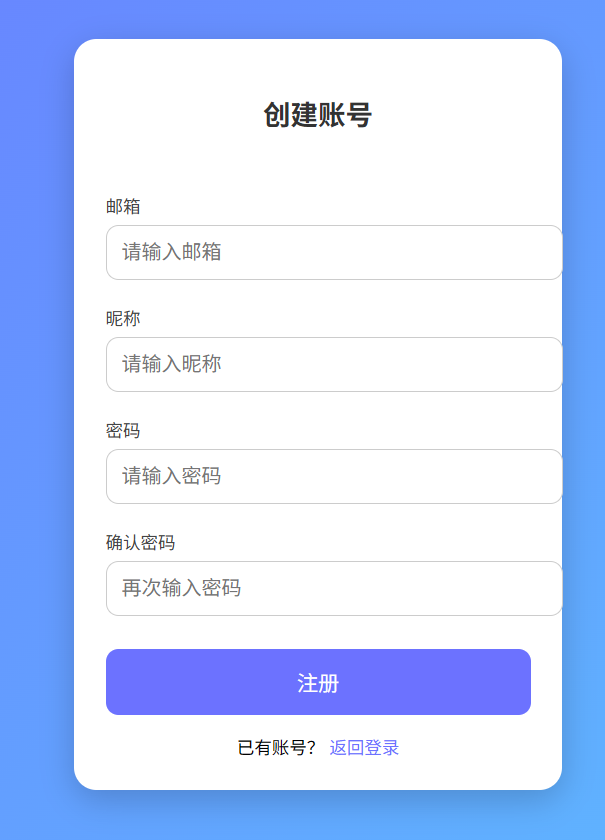 创建账号
邮箱
请输入邮箱
昵称
请输入昵称
密码
请输入密码
确认密码
再次输入密码
注册
已有账号？ 返回登录